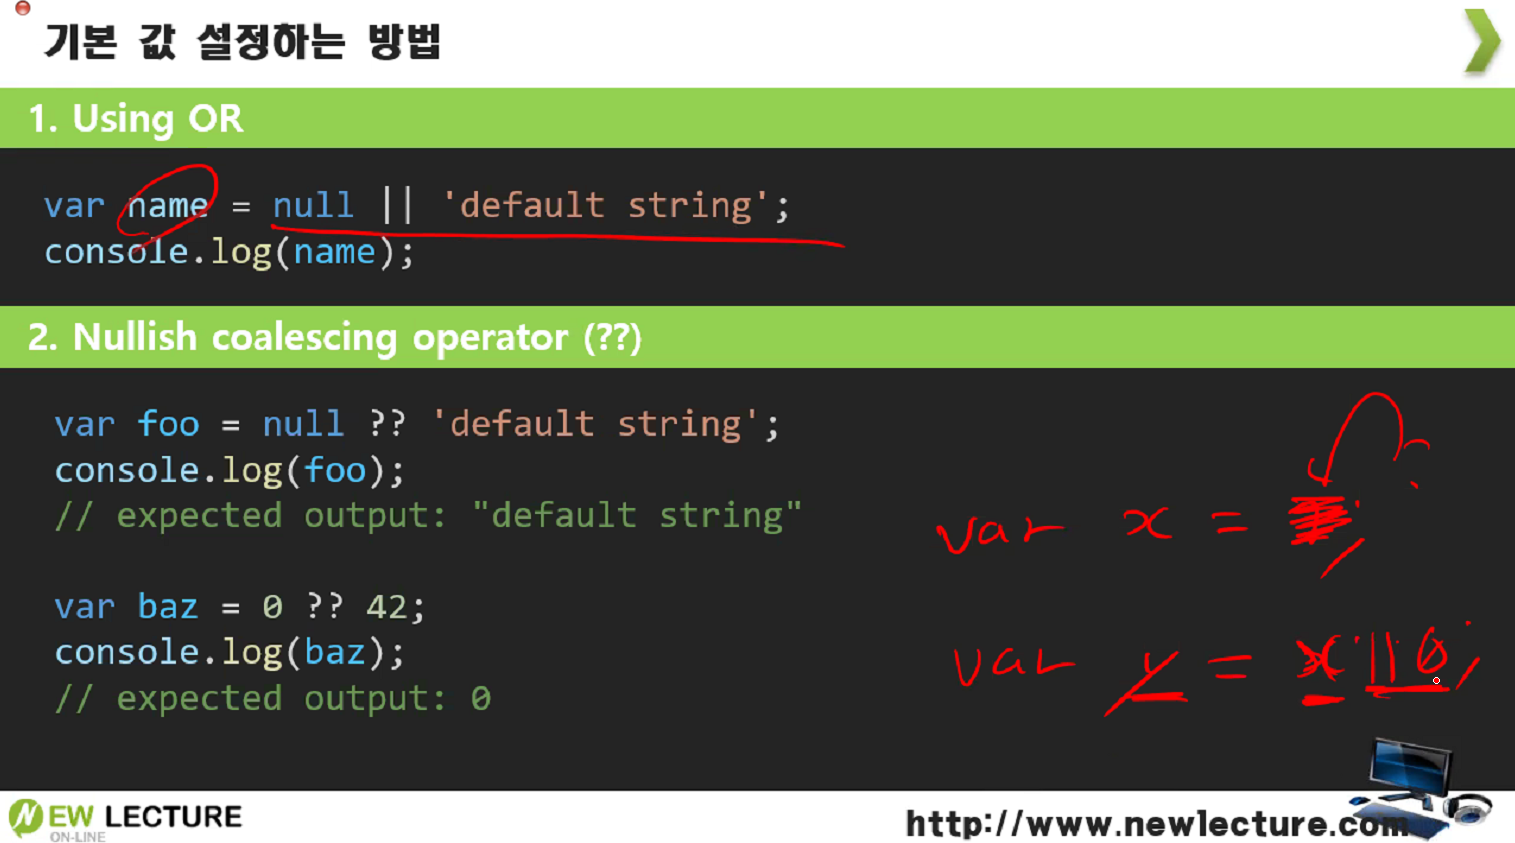 기본 값 설정하는 방법
1. Using OR
var name = null || 'default string';
console.log(name);
2. Nullish coalescing operator (??)
var foo = null ?? 'default string';
console.log(foo);
// expected output: "default string"
var x =
var baz = 0 ?? 42;
console.log(baz);
var y = x || 0;
// expected output: 0
NEW LECTURE
ON-LINE
http://www.newlecture.com